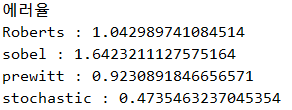 에러율
Roberts : 1.042989741084514
sobel : 1.6423211127575164
prewitt : 0.9230891846656571
stochastic : 0.4735463237045354